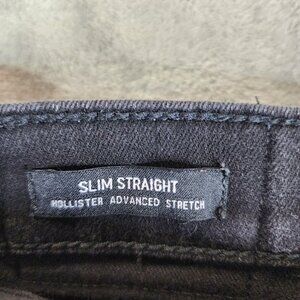 SLIM STRAIGHT
HOLLISTER ADVANCED STRETCH